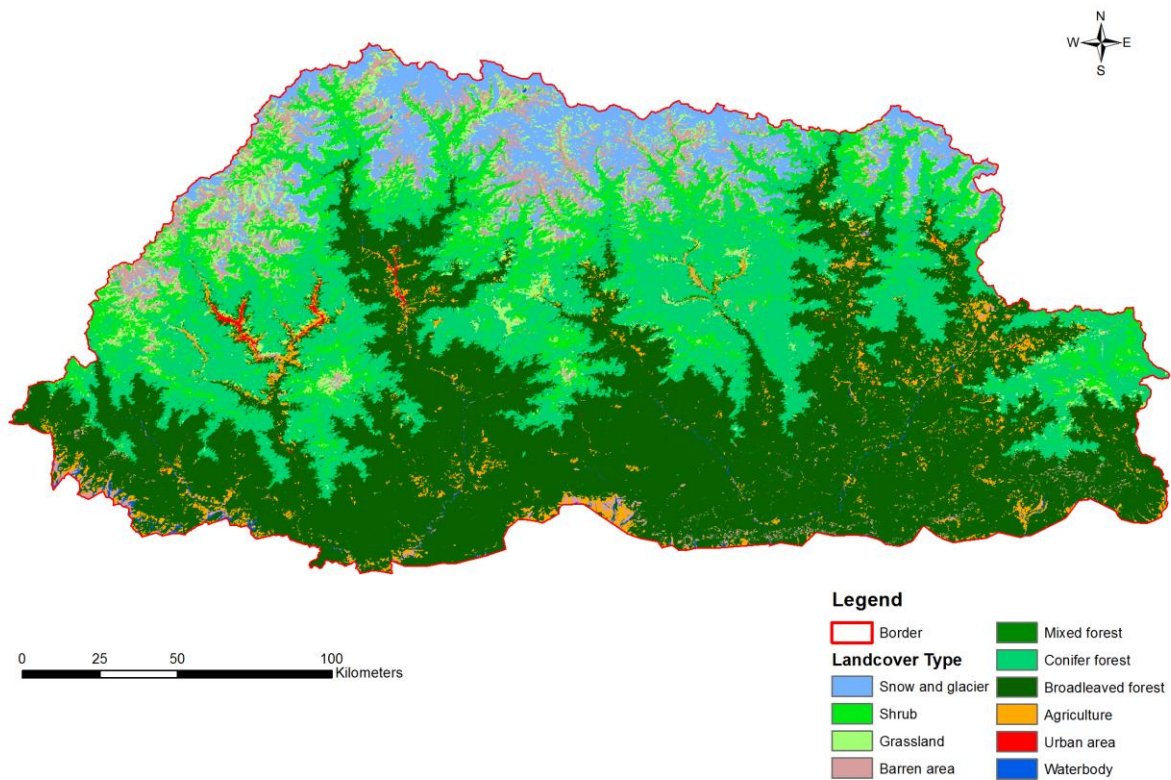 N
W E
S
Legend
Border
Landcover Type
Snow and glacier
Shrub
Grassland
Barren area
Mixed forest
Conifer forest
Broadleaved forest
Agriculture
Urban area
Waterbody
0 25 50 100
Kilometers